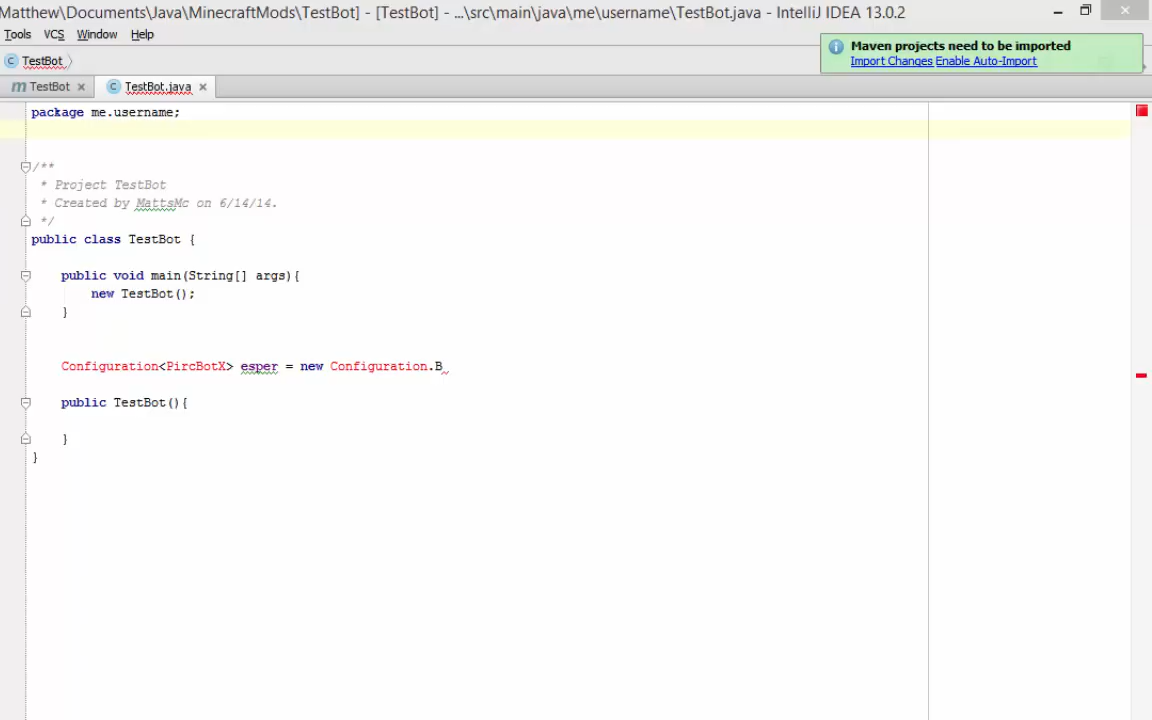 Matthew\Documents\Java\MinecraftMods\TestBot] - [TestBot] - ...\src\main\java\me\username\TestBot.java - IntelliJ IDEA 13.0.2
Tools VCS Window Help
Maven projects need to be imported
Import Changes Enable Auto-Import
C TestBot
m TestBot × C TestBot.java ×
package me.username;
/**
* Project TestBot
* Created by MattsMc on 6/14/14.
*/
public class TestBot {
public void main(String[] args){
new TestBot();
}
Configuration<PircBotX> esper = new Configuration.B
public TestBot(){
}
}